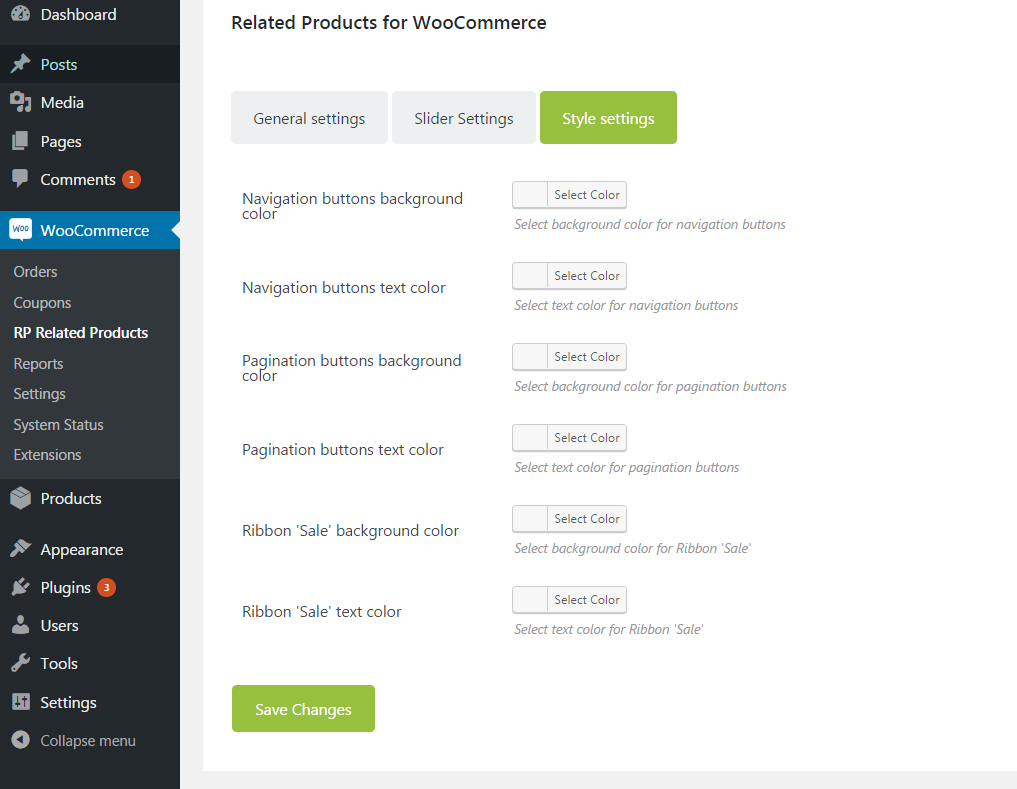 Dashboard
Posts
Media
Pages
Comments 1
Woo WooCommerce
Orders
Coupons
RP Related Products
Reports
Settings
System Status
Extensions
Products
Appearance
Plugins 3
Users
Tools
Settings
Collapse menu
Related Products for WooCommerce
General settings Slider Settings Style settings
Navigation buttons background
color
Select Color
Select background color for navigation buttons
Navigation buttons text color
Select Color
Select text color for navigation buttons
Pagination buttons background
color
Select Color
Select background color for pagination buttons
Pagination buttons text color
Select Color
Select text color for pagination buttons
Ribbon 'Sale' background color
Select Color
Select background color for Ribbon 'Sale'
Ribbon 'Sale' text color
Select Color
Select text color for Ribbon 'Sale'
Save Changes